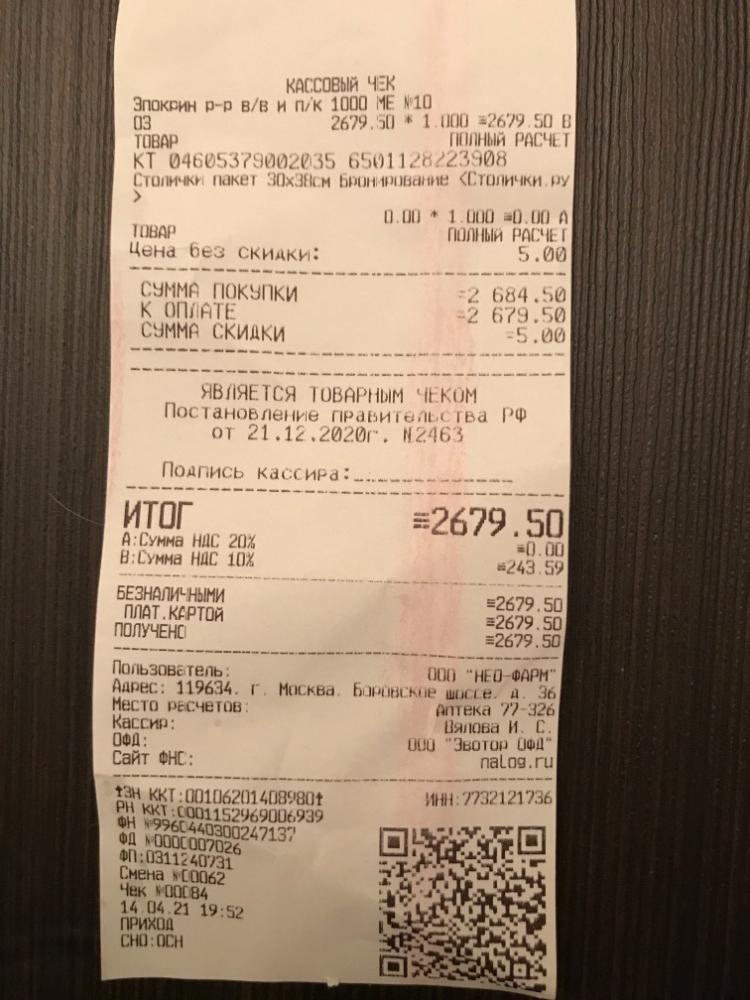 КАССОВЫЙ ЧЕК
Эпокрин р-р в/в и п/к 1000 МЕ №10
ОЗ 2679.50 * 1.000 ≡2679.50 В
ТОВАР ПОЛНЫЙ РАСЧЕТ
КТ 04605379002035 6501128223908
Столички пакет 30х38см Бронирование <Столички.ру
>
0.00 * 1.000 ≡0.00 А
ТОВАР ПОЛНЫЙ РАСЧЕТ
Цена без скидки: 5.00
СУММА ПОКУПКИ =2 684.50
К ОПЛАТЕ =2 679.50
СУММА СКИДКИ =5.00
ЯВЛЯЕТСЯ ТОВАРНЫМ ЧЕКОМ
Постановление правительства РФ
от 21.12.2020г. №2463
Подпись кассира:
ИТОГ ≡2679.50
А:Сумма НДС 20% ≡0.00
В:Сумма НДС 10% ≡243.59
БЕЗНАЛИЧНЫМИ ≡2679.50
ПЛАТ.КАРТОЙ ≡2679.50
ПОЛУЧЕНО ≡2679.50
Пользователь: ООО "НЕО-ФАРМ"
Адрес: 119634. г. Москва. Боровское шоссе. д. 36
Место расчетов: Аптека 77-326
Кассир: Вялова И. С.
ОФД: ООО "Эвотор ОФД"
Сайт ФНС: nalog.ru
↑ЗН ККТ:00106201408980↑ ИНН:7732121736
РН ККТ:0001152969006939
ФН №9960440300247137
ФД №0000007026
ФП:0311240731
Смена №00062
Чек №00084
14.04.21 19:52
ПРИХОД
СНО:ОСН